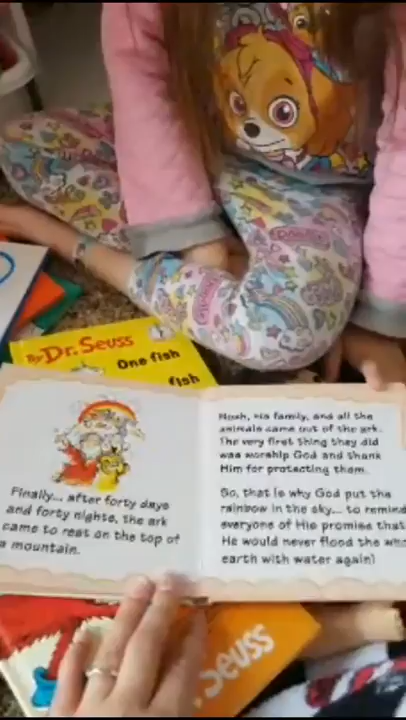 By Dr. Seuss
One fish
fish
Finally... after forty days
and forty nights, the ark
came to rest on the top of
a mountain.
Noah, his family, and all the
animals came out of the ark.
The very first thing they did
was worship God and thank
Him for protecting them.
So, that is why God put the
rainbow in the sky... to remind
everyone of His promise that
He would never flood the
earth with water again!
Seuss